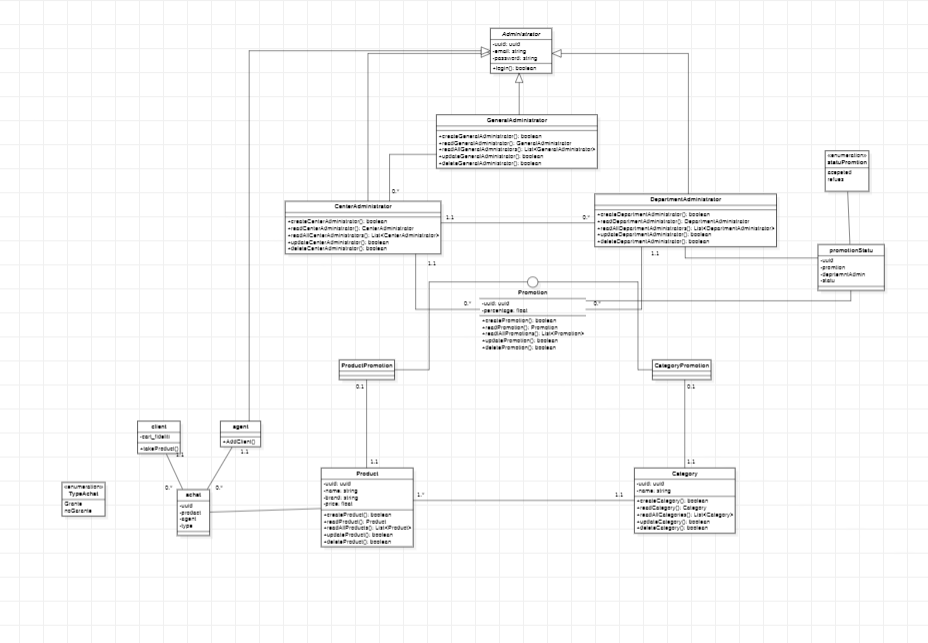 Administrator
-uuid: uuid
-email: string
-password: string
+login(): boolean
GeneralAdministrator
+createGeneralAdministrator(): boolean
+readGeneralAdministrator(): GeneralAdministrator
+readAllGeneralAdministrators(): List<GeneralAdministrator>
+updateGeneralAdministrator(): boolean
+deleteGeneralAdministrator(): boolean
«enumeration»
statuPromtion
accepeted
refues
0..*
CenterAdministrator
+createCenterAdministrator(): boolean
+readCenterAdministrator(): CenterAdministrator
+readAllCenterAdministrators(): List<CenterAdministrator>
+updateCenterAdministrator(): boolean
+deleteCenterAdministrator(): boolean
1.1
0..*
DepartmentAdministrator
+createDepartmentAdministrator(): boolean
+readDepartmentAdministrator(): DepartmentAdministrator
+readAllDepartmentAdministrators(): List<DepartmentAdministrator>
+updateDepartmentAdministrator(): boolean
+deleteDepartmentAdministrator(): boolean
promotionStatu
-uuid
-promtion
-depriemntAdmin
-statu
1.1
1.1
Promotion
0..*
0..*
-uuid: uuid
-percentage: float
+createPromotion(): boolean
+readPromotion(): Promotion
+readAllPromotions(): List<Promotion>
+updatePromotion(): boolean
+deletePromotion(): boolean
ProductPromotion
CategoryPromotion
0.1
0.1
client
-cart_fidelit
+takeProduct()
1.1
agent
+AddClient()
1.1
1.1
1.1
Product
-uuid: uuid
-name: string
-brand: string
-price: float
+createProduct(): boolean
+readProduct(): Product
+readAllProducts(): List<Product>
+updateProduct(): boolean
+deleteProduct(): boolean
1.*
1.1
Category
-uuid: uuid
-name: string
+createCategory(): boolean
+readCategory(): Category
+readAllCategories(): List<Category>
+updateCategory(): boolean
+deleteCategory(): boolean
«enumeration»
TypeAchat
Grante
noGarante
0..*
0..*
achat
-uuid
-product
-agent
-type